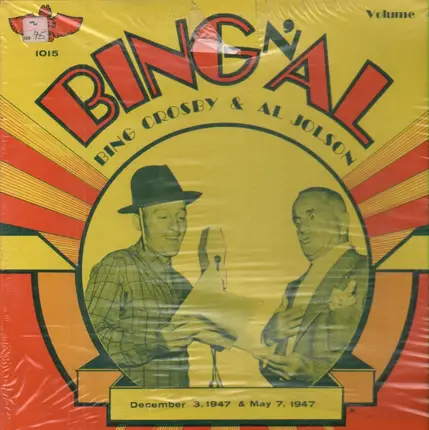 Volume
1015
BING N' AL
BING CROSBY & AL JOLSON
December 3, 1947 & May 7, 1947